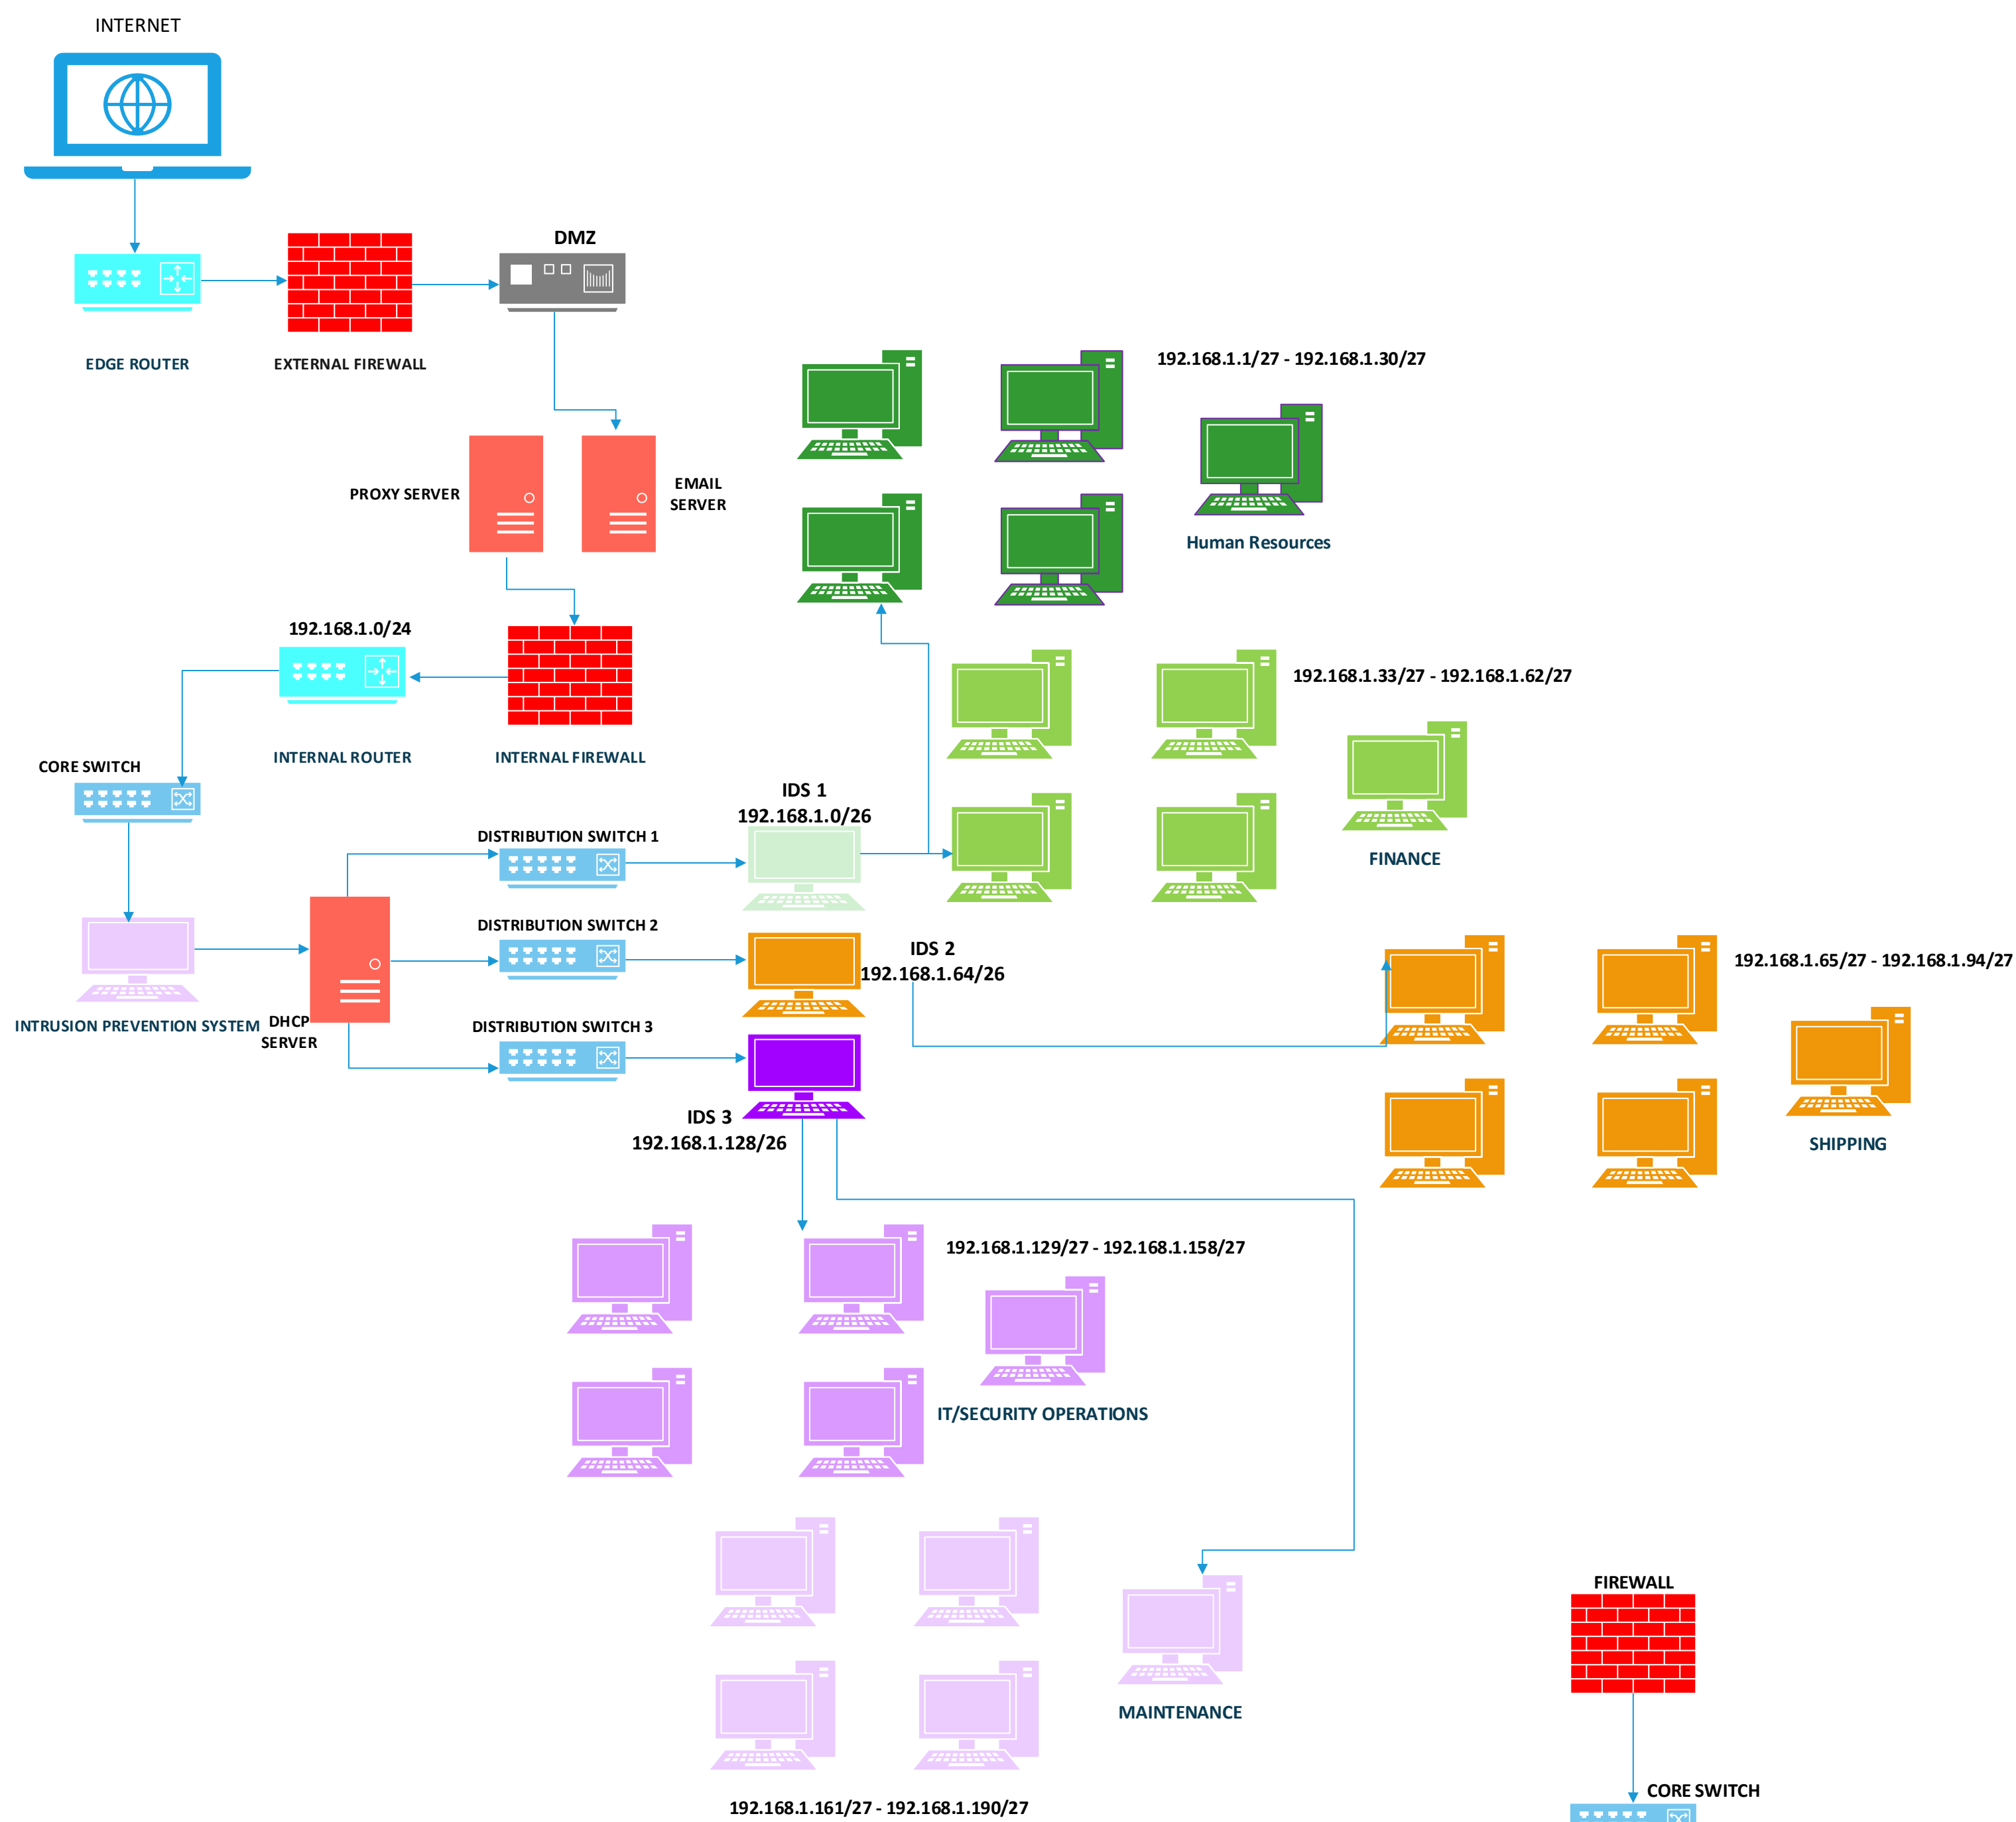 INTERNET
DMZ
EDGE ROUTER
EXTERNAL FIREWALL
192.168.1.1/27 - 192.168.1.30/27
PROXY SERVER
EMAIL
SERVER
Human Resources
192.168.1.0/24
192.168.1.33/27 - 192.168.1.62/27
INTERNAL ROUTER
INTERNAL FIREWALL
CORE SWITCH
IDS 1
192.168.1.0/26
DISTRIBUTION SWITCH 1
FINANCE
DISTRIBUTION SWITCH 2
IDS 2
192.168.1.64/26
192.168.1.65/27 - 192.168.1.94/27
INTRUSION PREVENTION SYSTEM
DHCP
SERVER
DISTRIBUTION SWITCH 3
IDS 3
192.168.1.128/26
SHIPPING
192.168.1.129/27 - 192.168.1.158/27
IT/SECURITY OPERATIONS
FIREWALL
MAINTENANCE
CORE SWITCH
192.168.1.161/27 - 192.168.1.190/27